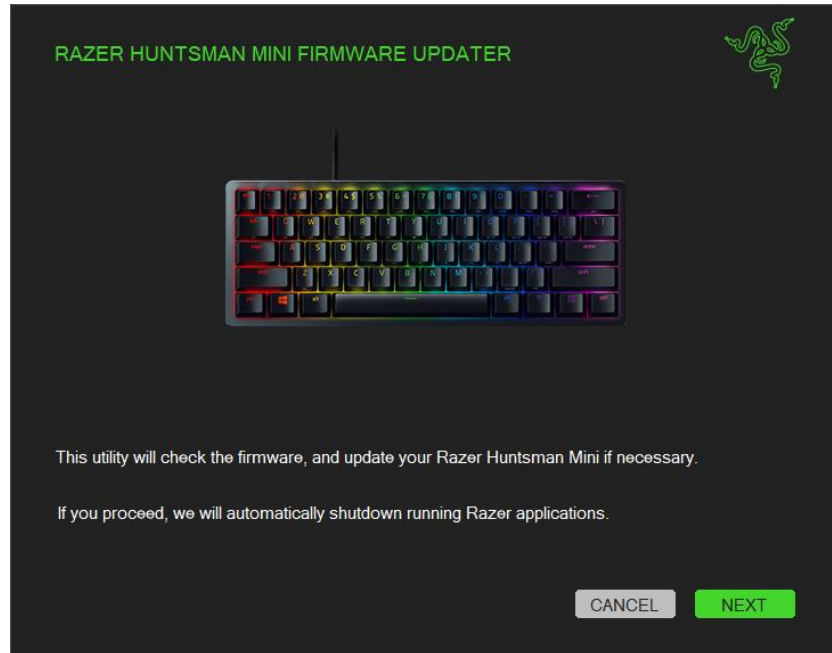 RAZER HUNTSMAN MINI FIRMWARE UPDATER
This utility will check the firmware, and update your Razer Huntsman Mini if necessary.
If you proceed, we will automatically shutdown running Razer applications.
CANCEL NEXT